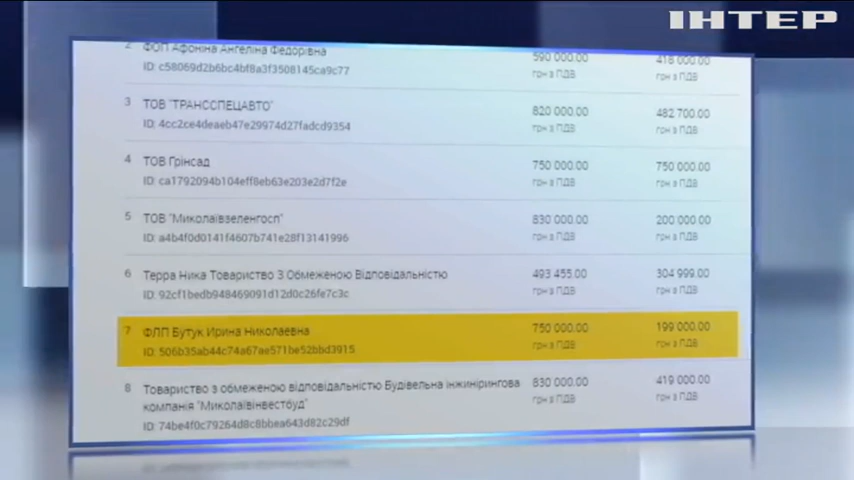 ІНТЕР
2 ФОП Афоніна Ангеліна Федорівна 590 000.00 418 000.00
ID: c58069d2b6bc4bf8a3f3508145ca9c77 грн з ПДВ грн з ПДВ
3 ТОВ "ТРАНССПЕЦАВТО" 820 000.00 482 700.00
ID: 4cc2ce4deaeb47e29974d27fadcd9354 грн з ПДВ грн з ПДВ
4 ТОВ Грінсад 750 000.00 750 000.00
ID: ca1792094b104eff8eb63e203e2d7f2e грн з ПДВ грн з ПДВ
5 ТОВ "Миколаївзеленгосп" 830 000.00 200 000.00
ID: a4b4f0d0141f4607b741e28f13141996 грн з ПДВ грн з ПДВ
6 Терра Ника Товариство З Обмеженою Відповідальністю 493 455.00 304 999.00
ID: 92cf1bedb948469091d12d0c26fe7c3c грн з ПДВ грн з ПДВ
7 ФЛП Бутук Ирина Николаевна 750 000.00 199 000.00
ID: 506b35ab44c74a67ae571be52bbd3915 грн з ПДВ грн з ПДВ
8 Товариство з обмеженою відповідальністю Будівельна інжинірингова 830 000.00 419 000.00
компанія "Миколаївінвестбуд" грн з ПДВ грн з ПДВ
ID: 74be4f0c79264d8c8bbea643d82c29df